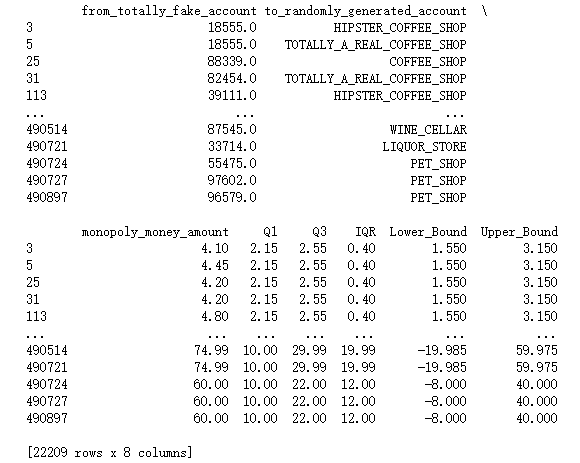 from_totally_fake_account to_randomly_generated_account \
3 18555.0 HIPSTER_COFFEE_SHOP
5 18555.0 TOTALLY_A_REAL_COFFEE_SHOP
25 88339.0 COFFEE_SHOP
31 82454.0 TOTALLY_A_REAL_COFFEE_SHOP
113 39111.0 HIPSTER_COFFEE_SHOP
... ... ...
490514 87545.0 WINE_CELLAR
490721 33714.0 LIQUOR_STORE
490724 55475.0 PET_SHOP
490727 97602.0 PET_SHOP
490897 96579.0 PET_SHOP
monopoly_money_amount Q1 Q3 IQR Lower_Bound Upper_Bound
3 4.10 2.15 2.55 0.40 1.550 3.150
5 4.45 2.15 2.55 0.40 1.550 3.150
25 4.20 2.15 2.55 0.40 1.550 3.150
31 4.20 2.15 2.55 0.40 1.550 3.150
113 4.80 2.15 2.55 0.40 1.550 3.150
... ... ... ... ... ... ...
490514 74.99 10.00 29.99 19.99 -19.985 59.975
490721 74.99 10.00 29.99 19.99 -19.985 59.975
490724 60.00 10.00 22.00 12.00 -8.000 40.000
490727 60.00 10.00 22.00 12.00 -8.000 40.000
490897 60.00 10.00 22.00 12.00 -8.000 40.000
[22209 rows x 8 columns]